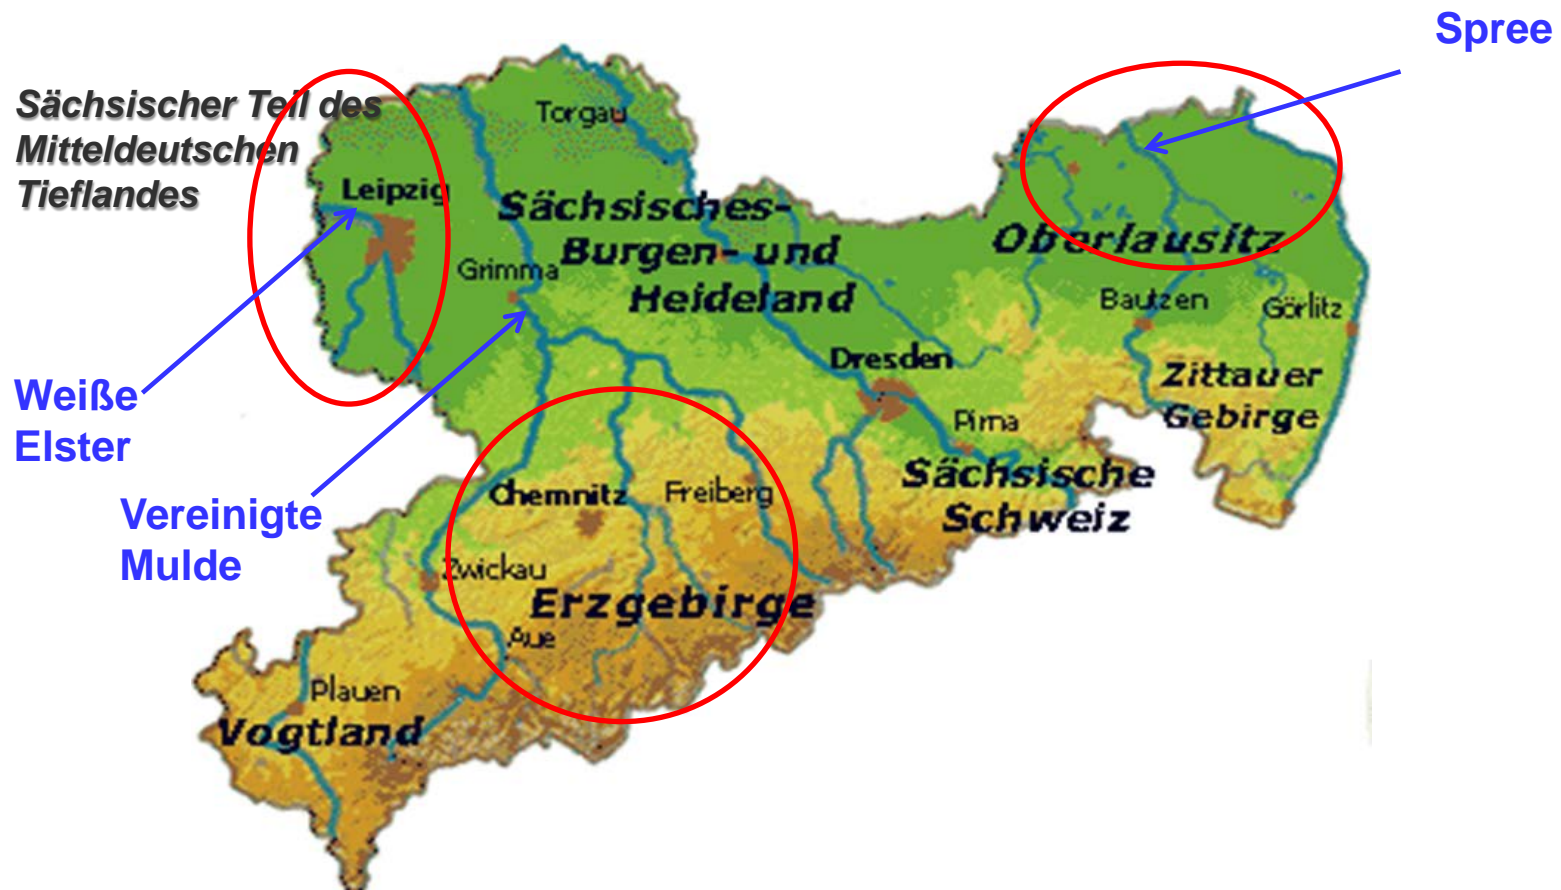 Spree
Sächsischer Teil des
Mitteldeutschen
Tieflandes
Torgau
Leipzig
Sächsisches-
Burgen- und
Heideland
Oberlausitz
Grimma
Bautzen
Görlitz
Dresden
Zittauer
Gebirge
Weiße
Elster
Pirna
Sächsische
Schweiz
Chemnitz
Freiberg
Vereinigte
Mulde
Zwickau
Erzgebirge
Aue
Plauen
Vogtland